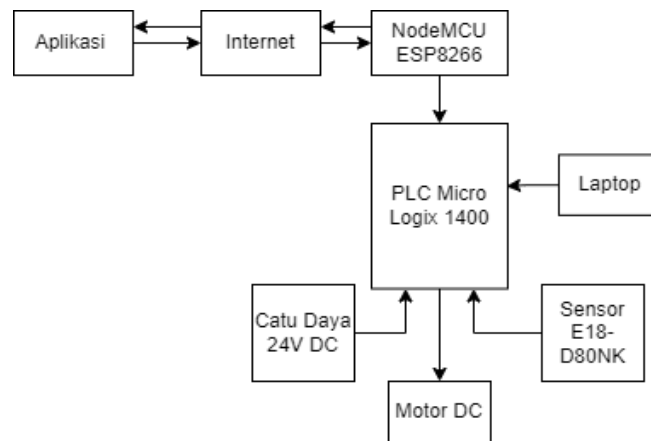 Aplikasi
Internet
NodeMCU
ESP8266
PLC Micro
Logix 1400
Laptop
Catu Daya
24V DC
Sensor
E18-
D80NK
Motor DC